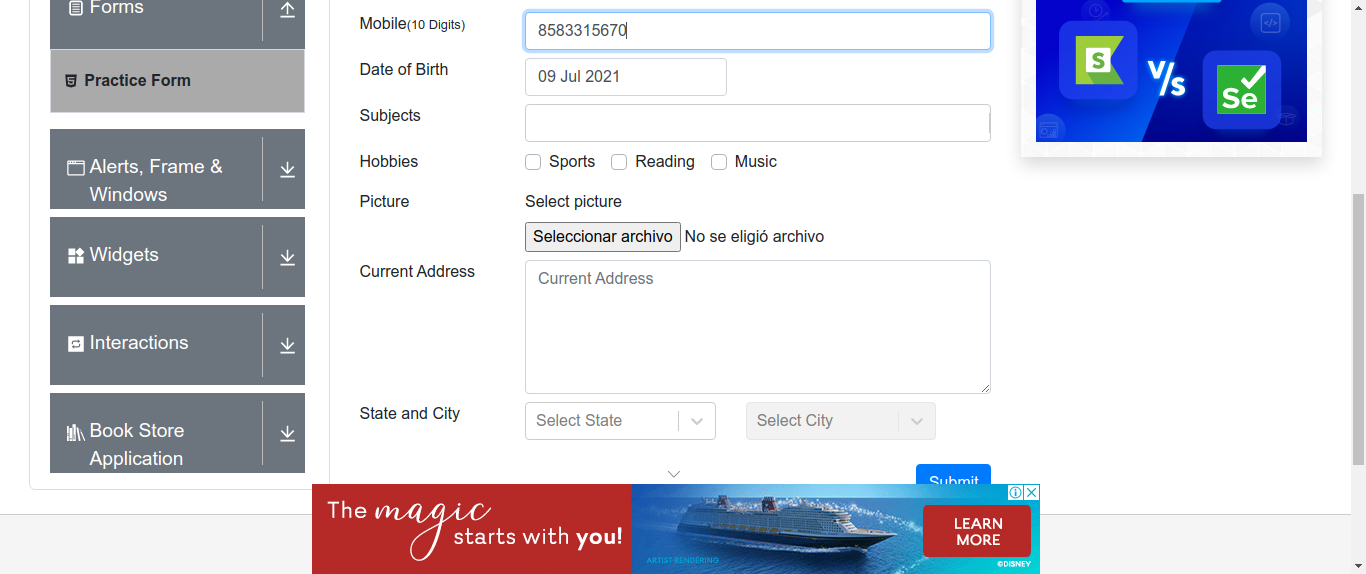 Forms
Practice Form
Alerts, Frame &
Windows
Widgets
Interactions
Book Store
Application
Mobile(10 Digits)
8583315670
Date of Birth
09 Jul 2021
Subjects
Hobbies
Sports
Reading
Music
Picture
Select picture
Seleccionar archivo
No se eligió archivo
Current Address
Current Address
State and City
Select State
Select City
Submit
S
V/s
Se
The magic
starts with you!
ARTIST RENDERING
LEARN
MORE
©DISNEY